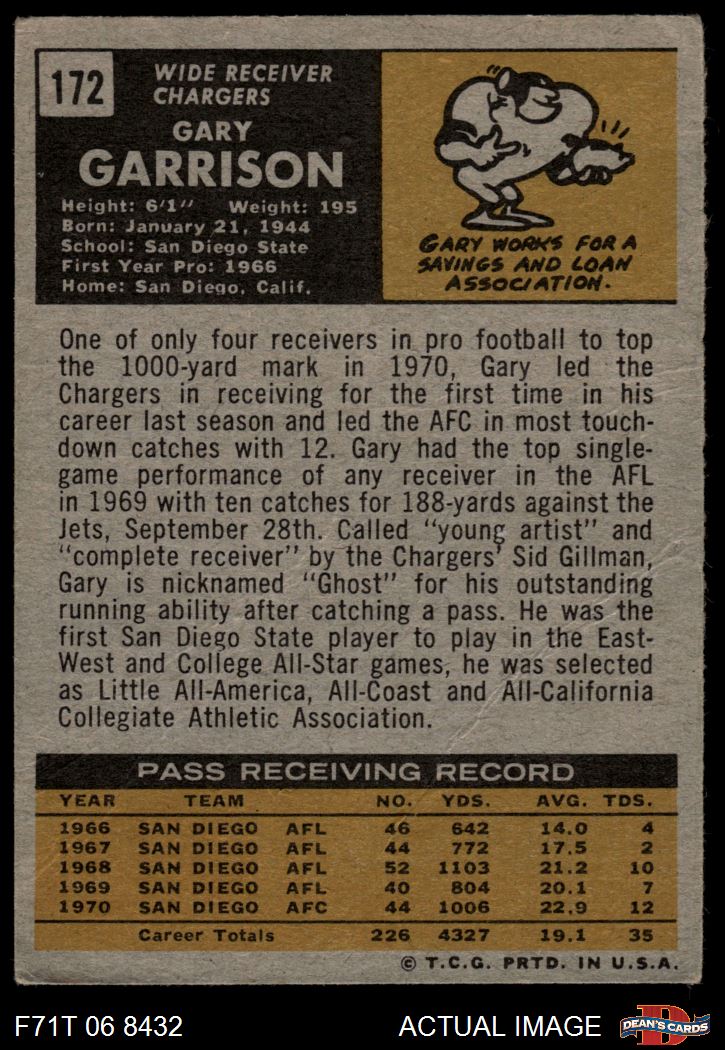 172
WIDE RECEIVER
CHARGERS
GARY
GARRISON
Height: 6'1" Weight: 195
Born: January 21, 1944
School: San Diego State
First Year Pro: 1966
Home: San Diego, Calif.
GARY WORKS FOR A
SAVINGS AND LOAN
ASSOCIATION.
One of only four receivers in pro football to top
the 1000-yard mark in 1970, Gary led the
Chargers in receiving for the first time in his
career last season and led the AFC in most touch-
down catches with 12. Gary had the top single-
game performance of any receiver in the AFL
in 1969 with ten catches for 188-yards against the
Jets, September 28th. Called "young artist" and
"complete receiver" by the Chargers' Sid Gillman,
Gary is nicknamed "Ghost" for his outstanding
running ability after catching a pass. He was the
first San Diego State player to play in the East-
West and College All-Star games, he was selected
as Little All-America, All-Coast and All-California
Collegiate Athletic Association.
PASS RECEIVING RECORD
YEAR TEAM NO. YDS. AVG. TDS.
1966 SAN DIEGO AFL 46 642 14.0 4
1967 SAN DIEGO AFL 44 772 17.5 2
1968 SAN DIEGO AFL 52 1103 21.2 10
1969 SAN DIEGO AFL 40 804 20.1 7
1970 SAN DIEGO AFC 44 1006 22.9 12
Career Totals 226 4327 19.1 35
© T.C.G. PRTD. IN U.S.A.
F71T 06 8432
ACTUAL IMAGE
D
DEAN'S CARDS